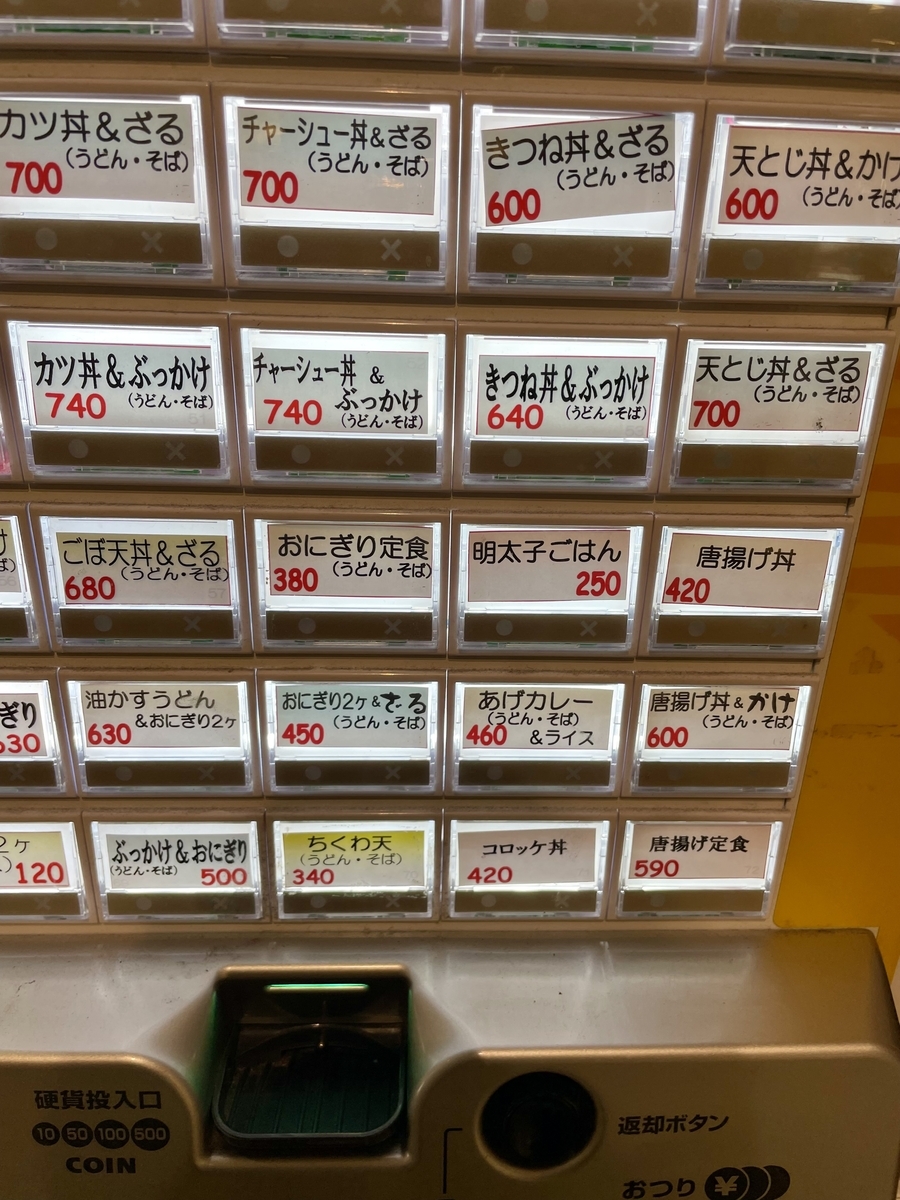 カツ丼&ざる
(うどん・そば)
700
チャーシュー丼&ざる
(うどん・そば)
700
きつね丼&ざる
(うどん・そば)
600
天とじ丼&かけ
(うどん・そば
600
カツ丼&ぶっかけ
740 (うどん・そば)
チャーシュー丼 &
740 ぶっかけ
(うどん・そば)
きつね丼&ぶっかけ
640 (うどん・そば)
天とじ丼&ざる
(うどん・そば)
700
ごぼ天丼&ざる
(うどん・そば)
680
おにぎり定食
380 (うどん・そば)
明太子ごはん
250
唐揚げ丼
420
ぎり
630
油かすうどん
630 &おにぎり2ヶ
おにぎり2ヶ&ざる
450 (うどん・そば)
あげカレー
(うどん・そば)
460 &ライス
唐揚げ丼&かけ
600 (うどん・そば)
2ヶ
120
ぶっかけ&おにぎり
(うどん・そば) 500
ちくわ天
(うどん・そば)
340
コロッケ丼
420
唐揚げ定食
590
硬貨投入口
10 50 100 500
COIN
返却ボタン
おつり ¥